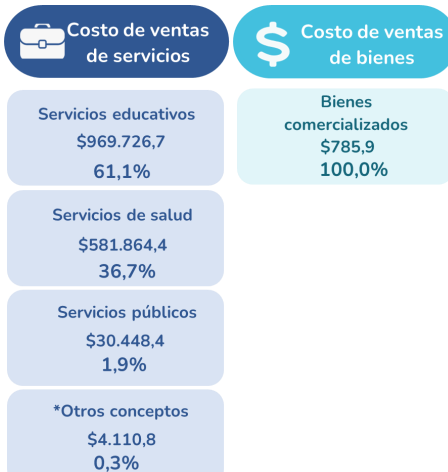 Costo de ventas
de servicios
Servicios educativos
$969.726,7
61,1%
Servicios de salud
$581.864,4
36,7%
Servicios públicos
$30.448,4
1,9%
*Otros conceptos
$4.110,8
0,3%
Costo de ventas
de bienes
Bienes
comercializados
$785,9
100,0%